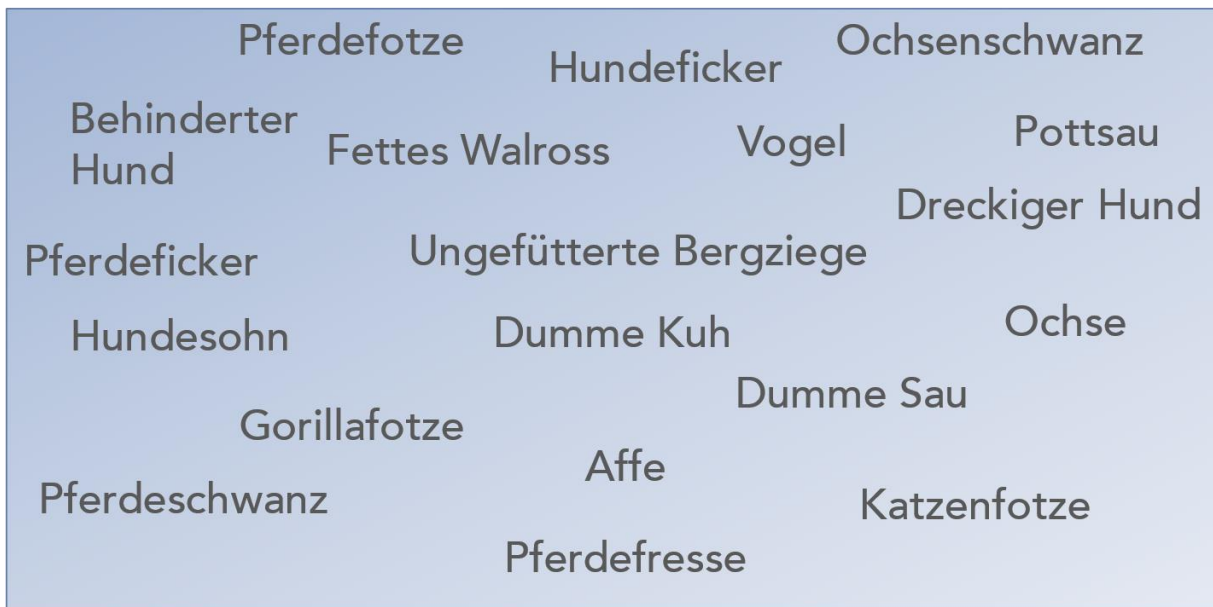 Pferdefotze
Hundeficker
Ochsenschwanz
Behinderter
Hund
Fettes Walross
Vogel
Pottsau
Dreckiger Hund
Pferdeficker
Ungefütterte Bergziege
Hundesohn
Dumme Kuh
Ochse
Dumme Sau
Gorillafotze
Affe
Pferdeschwanz
Katzenfotze
Pferdefresse